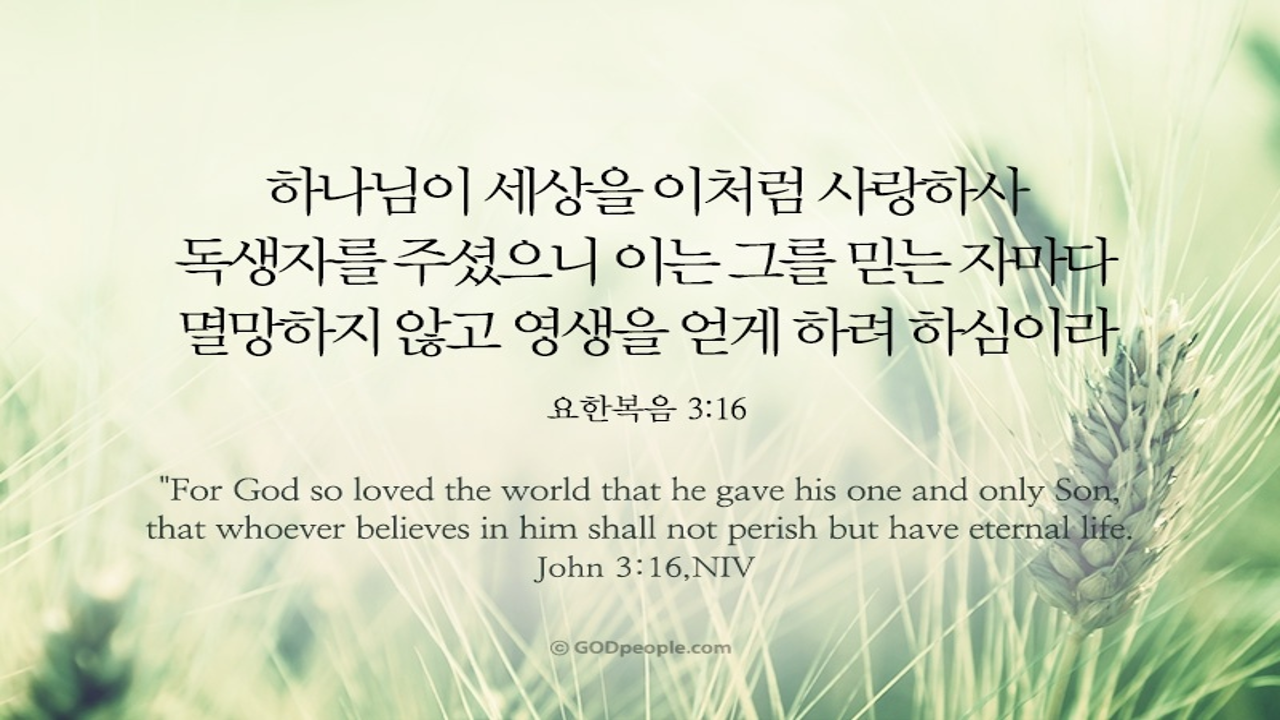 하나님이 세상을 이처럼 사랑하사
독생자를 주셨으니 이는 그를 믿는 자마다
멸망하지 않고 영생을 얻게 하려 하심이라
요한복음 3:16
"For God so loved the world that he gave his one and only Son,
that whoever believes in him shall not perish but have eternal life.
John 3:16,NIV
© GODpeople.com